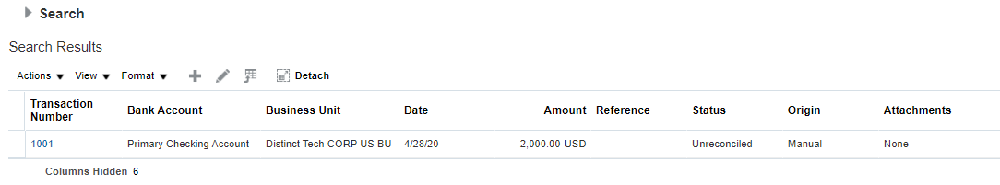 Search
Search Results
Actions View Format Detach
Transaction Number Bank Account Business Unit Date Amount Reference Status Origin Attachments
1001 Primary Checking Account Distinct Tech CORP US BU 4/28/20 2,000.00 USD Unreconciled Manual None
Columns Hidden 6